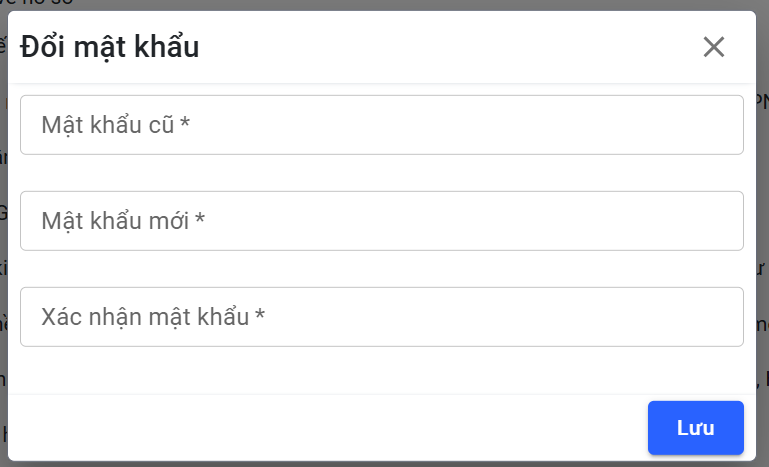 Đổi mật khẩu
Mật khẩu cũ *
Mật khẩu mới *
Xác nhận mật khẩu *
Lưu